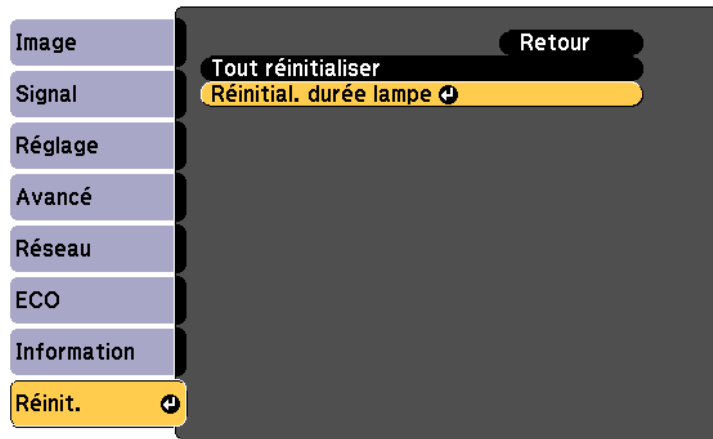 Image
Signal
Réglage
Avancé
Réseau
ECO
Information
Réinit.
Retour
Tout réinitialiser
Réinitial. durée lampe